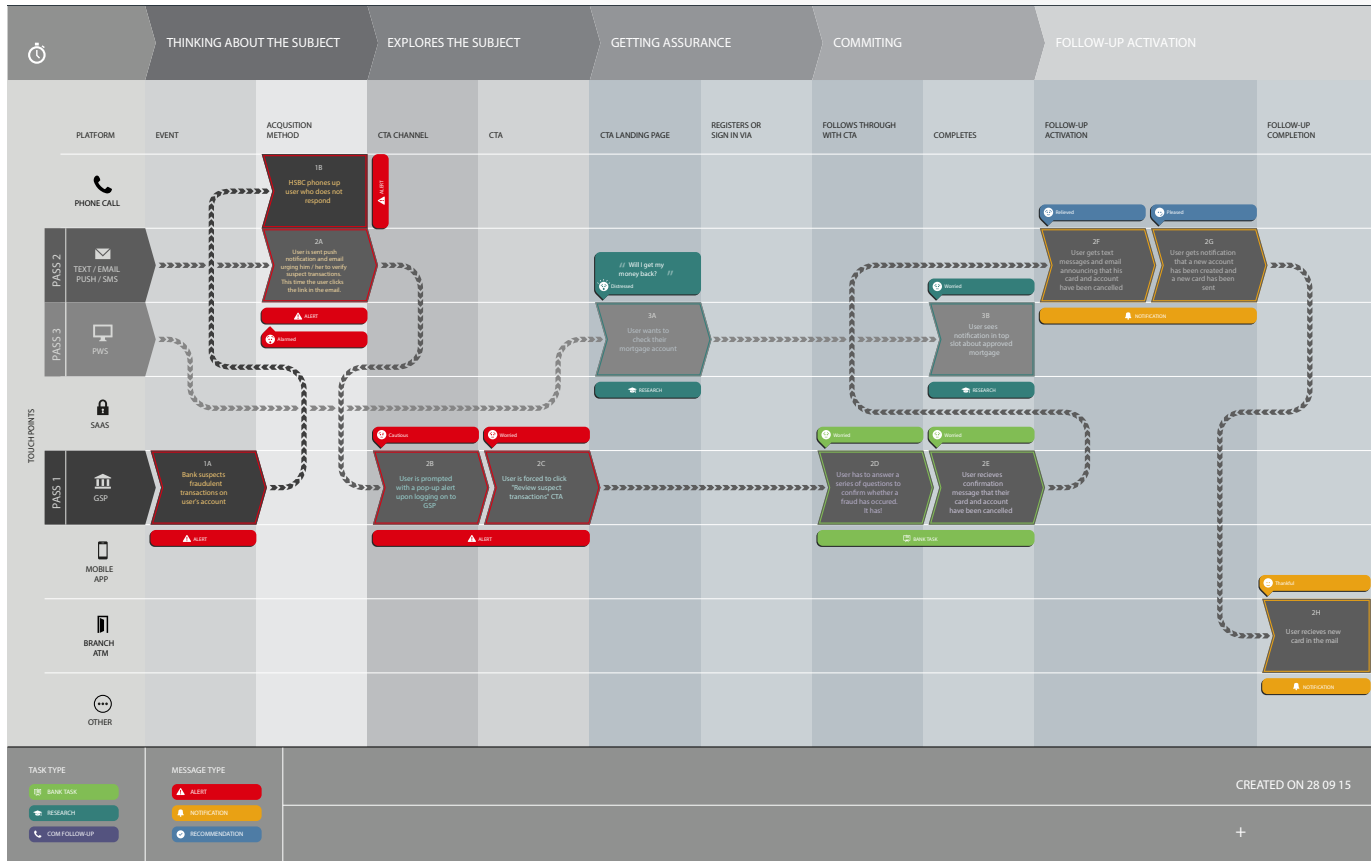 THINKING ABOUT THE SUBJECT
EXPLORES THE SUBJECT
GETTING ASSURANCE
COMMITING
FOLLOW-UP ACTIVATION
PLATFORM
EVENT
ACQUSITION
METHOD
CTA CHANNEL
CTA
CTA LANDING PAGE
REGISTERS OR
SIGN IN VIA
FOLLOWS THROUGH
WITH CTA
COMPLETES
FOLLOW-UP
ACTIVATION
FOLLOW-UP
COMPLETION
TOUCH POINTS
PHONE CALL
1B
HSBC phones up
user who does not
respond
ALERT
PASS 2
TEXT / EMAIL
PUSH / SMS
2A
User is sent push
notification and email
urging him / her to verify
suspect transactions.
This time the user clicks
the link in the email.
ALERT
Alarmed
" Will I get my
money back? "
Distressed
Relieved
2F
User gets text
messages and email
announcing that his
card and account
have been cancelled
Pleased
2G
User gets notification
that a new account
has been created and
a new card has been
sent
NOTIFICATION
PASS 3
PWS
3A
User wants to
check their
mortgage account
RESEARCH
Worried
3B
User sees
notification in top
slot about approved
mortgage
RESEARCH
SAAS
PASS 1
GSP
1A
Bank suspects
fraudulent
transactions on
user's account
ALERT
Cautious
2B
User is prompted
with a pop-up alert
upon logging on to
GSP
Worried
2C
User is forced to click
"Review suspect
transactions" CTA
ALERT
Worried
2D
User has to answer a
series of questions to
confirm whether a
fraud has occured.
It has!
Worried
2E
User recieves
confirmation
message that their
card and account
have been cancelled
BANK TASK
MOBILE
APP
BRANCH
ATM
Thankful
2H
User recieves new
card in the mail
NOTIFICATION
OTHER
TASK TYPE
BANK TASK
RESEARCH
COM FOLLOW-UP
MESSAGE TYPE
ALERT
NOTIFICATION
RECOMMENDATION
CREATED ON 28 09 15
+